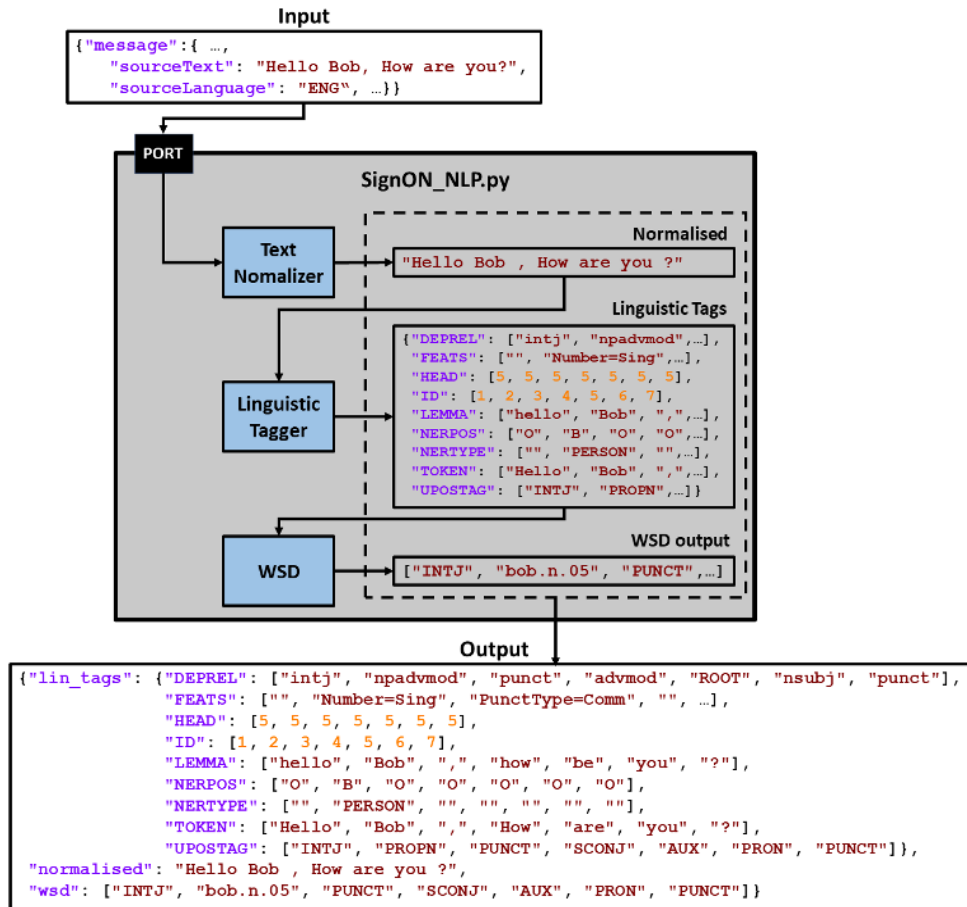 Input
{"message":{ …,
"sourceText": "Hello Bob, How are you?",
"sourceLanguage": "ENG“, …}}
PORT
SignON_NLP.py
Text
Nomalizer
Normalised
"Hello Bob , How are you ?"
Linguistic
Tagger
Linguistic Tags
{"DEPREL": ["intj", "npadvmod",…],
"FEATS": ["", "Number=Sing",…],
"HEAD": [5, 5, 5, 5, 5, 5, 5],
"ID": [1, 2, 3, 4, 5, 6, 7],
"LEMMA": ["hello", "Bob", ",",…],
"NERPOS": ["O", "B", "O", "O",…],
"NERTYPE": ["", "PERSON", "",…],
"TOKEN": ["Hello", "Bob", ",",…],
"UPOSTAG": ["INTJ", "PROPN",…]}
WSD
WSD output
["INTJ", "bob.n.05", "PUNCT",…]
Output
{"lin_tags": {"DEPREL": ["intj", "npadvmod", "punct", "advmod", "ROOT", "nsubj", "punct"],
"FEATS": ["", "Number=Sing", "PunctType=Comm", "", …],
"HEAD": [5, 5, 5, 5, 5, 5, 5],
"ID": [1, 2, 3, 4, 5, 6, 7],
"LEMMA": ["hello", "Bob", ",", "how", "be", "you", "?"],
"NERPOS": ["O", "B", "O", "O", "O", "O", "O"],
"NERTYPE": ["", "PERSON", "", "", "", "", ""],
"TOKEN": ["Hello", "Bob", ",", "How", "are", "you", "?"],
"UPOSTAG": ["INTJ", "PROPN", "PUNCT", "SCONJ", "AUX", "PRON", "PUNCT"]},
"normalised": "Hello Bob , How are you ?",
"wsd": ["INTJ", "bob.n.05", "PUNCT", "SCONJ", "AUX", "PRON", "PUNCT"]}